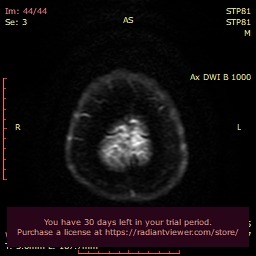 Im: 44/44
Se: 3
AS
STP81
STP81
M
Ax DWI B 1000
R
L
You have 30 days left in your trial period.
Purchase a license at https://radiantviewer.com/store/